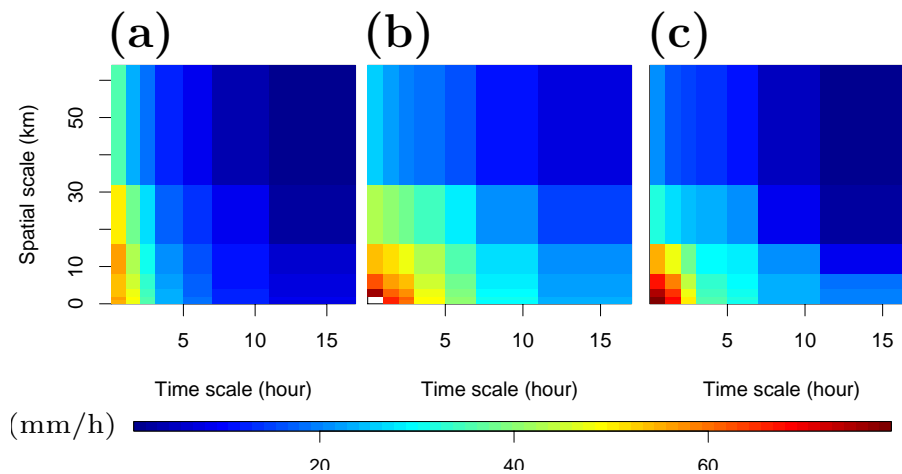 (a) (b) (c)
Spatial scale (km)
50
30
10
0
5 10 15 5 10 15 5 10 15
Time scale (hour) Time scale (hour) Time scale (hour)
(mm/h)
20 40 60